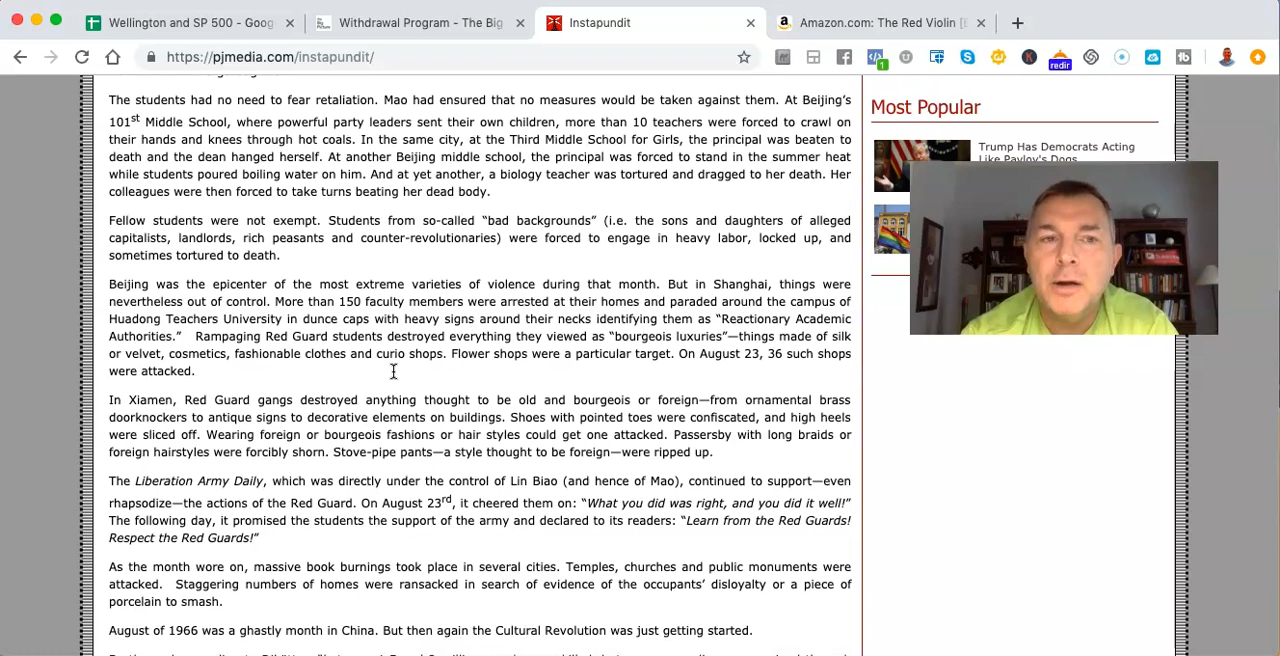 Wellington and SP 500 - Goog
Withdrawal Program - The Big
Instapundit
Amazon.com: The Red Violin [B
https://pjmedia.com/instapundit/
1
redir
The students had no need to fear retaliation. Mao had ensured that no measures would be taken against them. At Beijing's
101st Middle School, where powerful party leaders sent their own children, more than 10 teachers were forced to crawl on
their hands and knees through hot coals. In the same city, at the Third Middle School for Girls, the principal was beaten to
death and the dean hanged herself. At another Beijing middle school, the principal was forced to stand in the summer heat
while students poured boiling water on him. And at yet another, a biology teacher was tortured and dragged to her death. Her
colleagues were then forced to take turns beating her dead body.
Fellow students were not exempt. Students from so-called “bad backgrounds” (i.e. the sons and daughters of alleged
capitalists, landlords, rich peasants and counter-revolutionaries) were forced to engage in heavy labor, locked up, and
sometimes tortured to death.
Beijing was the epicenter of the most extreme varieties of violence during that month. But in Shanghai, things were
nevertheless out of control. More than 150 faculty members were arrested at their homes and paraded around the campus of
Huadong Teachers University in dunce caps with heavy signs around their necks identifying them as “Reactionary Academic
Authorities.” Rampaging Red Guard students destroyed everything they viewed as “bourgeois luxuries”—things made of silk
or velvet, cosmetics, fashionable clothes and curio shops. Flower shops were a particular target. On August 23, 36 such shops
were attacked.
In Xiamen, Red Guard gangs destroyed anything thought to be old and bourgeois or foreign—from ornamental brass
doorknockers to antique signs to decorative elements on buildings. Shoes with pointed toes were confiscated, and high heels
were sliced off. Wearing foreign or bourgeois fashions or hair styles could get one attacked. Passersby with long braids or
foreign hairstyles were forcibly shorn. Stove-pipe pants—a style thought to be foreign—were ripped up.
The Liberation Army Daily, which was directly under the control of Lin Biao (and hence of Mao), continued to support—even
rhapsodize—the actions of the Red Guard. On August 23rd, it cheered them on: “What you did was right, and you did it well!”
The following day, it promised the students the support of the army and declared to its readers: “Learn from the Red Guards!
Respect the Red Guards!”
As the month wore on, massive book burnings took place in several cities. Temples, churches and public monuments were
attacked. Staggering numbers of homes were ransacked in search of evidence of the occupants’ disloyalty or a piece of
porcelain to smash.
August of 1966 was a ghastly month in China. But then again the Cultural Revolution was just getting started.
Most Popular
Trump Has Democrats Acting
Like Pavlov's Dogs